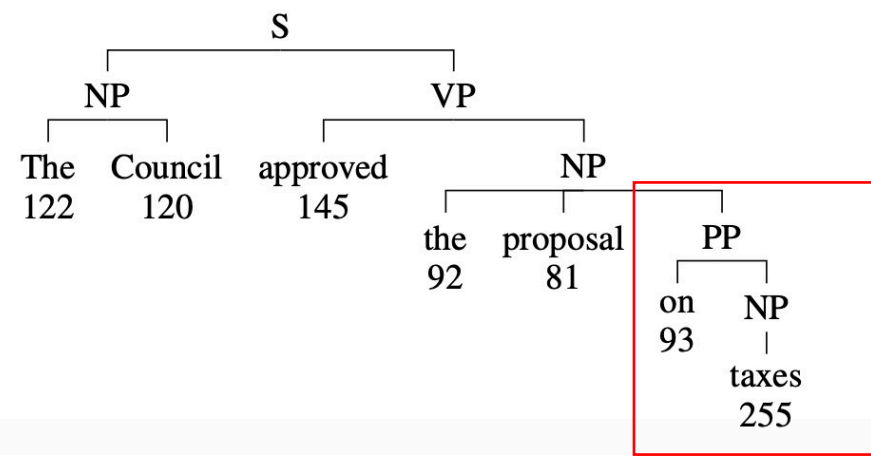 S
NP VP
The Council approved NP
122 120 145
the proposal PP
92 81
on NP
93
taxes
255